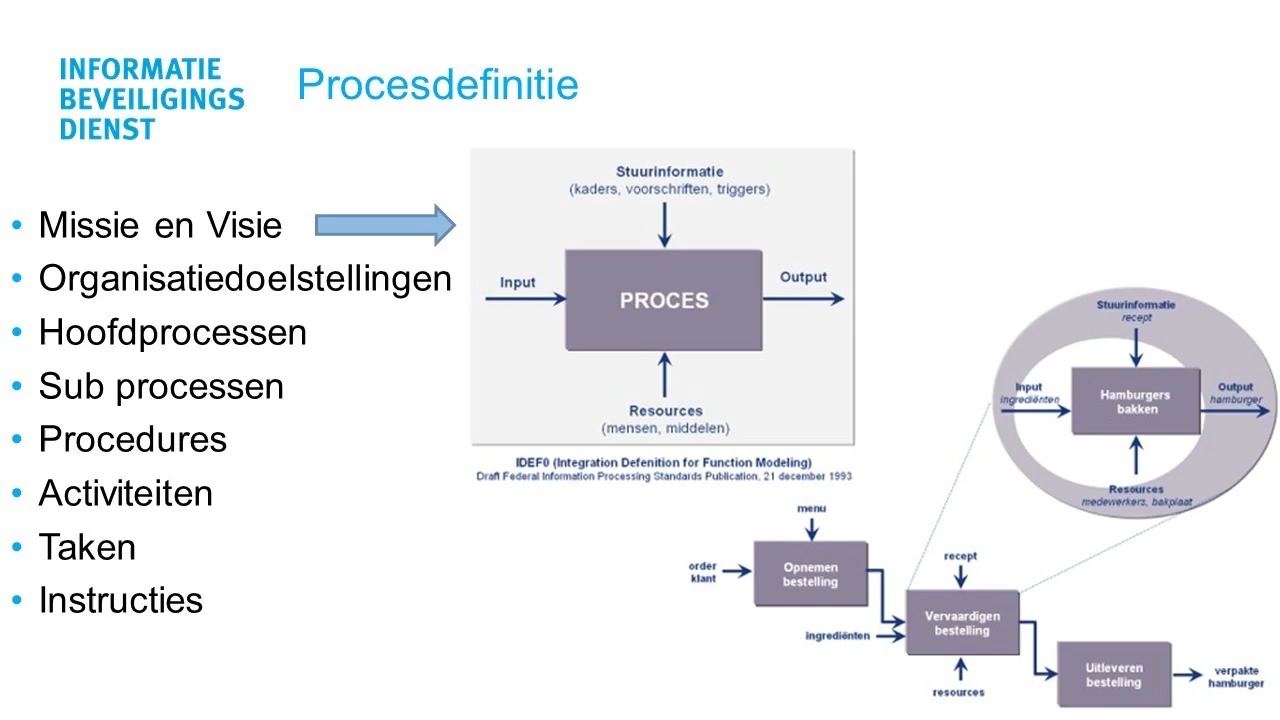 INFORMATIE
BEVEILIGINGS
DIENST
Procesdefinitie
• Missie en Visie
• Organisatiedoelstellingen
• Hoofdprocessen
• Sub processen
• Procedures
• Activiteiten
• Taken
• Instructies
Stuurinformatie
(kaders, voorschriften, triggers)
Input
PROCES
Output
Resources
(mensen, middelen)
IDEF0 (Integration Defenition for Function Modeling)
Draft Federal Information Processing Standards Publication, 21 december 1993
Stuurinformatie
recept
Input
ingrediënten
Hamburgers
bakken
Output
hamburger
Resources
medewerkers, bakplaat
menu
order
klant
Opnemen
bestelling
recept
ingrediënten
Vervaardigen
bestelling
resources
Uitleveren
bestelling
verpakte
hamburger